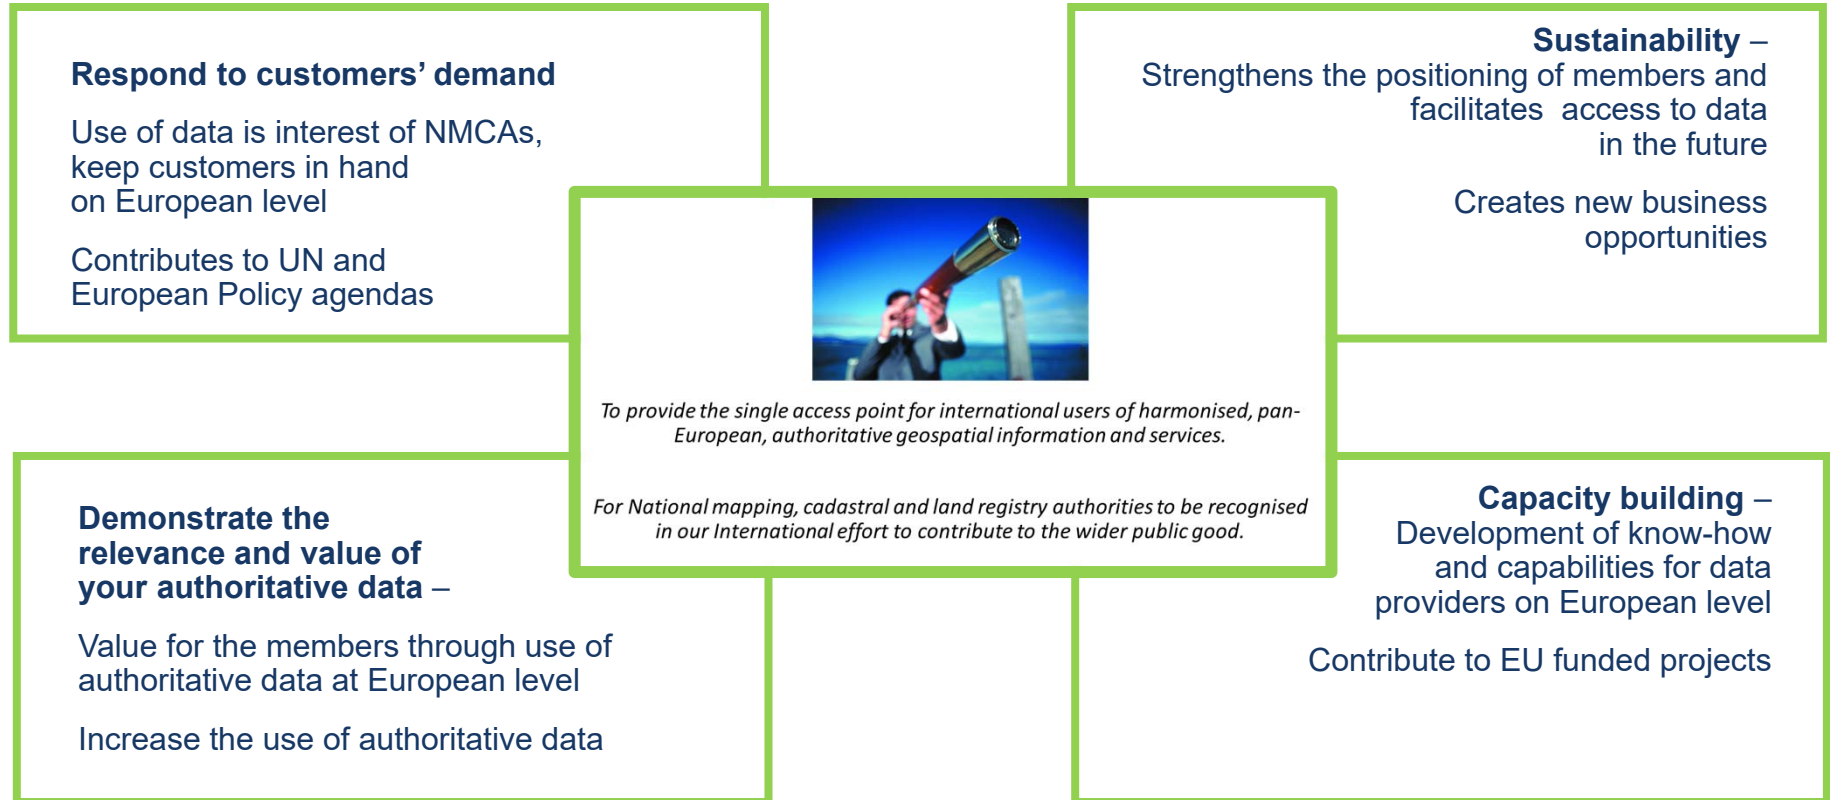 Respond to customers’ demand
Use of data is interest of NMCAs,
keep customers in hand
on European level
Contributes to UN and
European Policy agendas
Sustainability –
Strengthens the positioning of members and
facilitates  access to data
in the future
Creates new business
opportunities
To provide the single access point for international users of harmonised, pan-
European, authoritative geospatial information and services.
For National mapping, cadastral and land registry authorities to be recognised
in our International effort to contribute to the wider public good.
Demonstrate the
relevance and value of
your authoritative data –
Value for the members through use of
authoritative data at European level
Increase the use of authoritative data
Capacity building –
Development of know-how
and capabilities for data
providers on European level
Contribute to EU funded projects